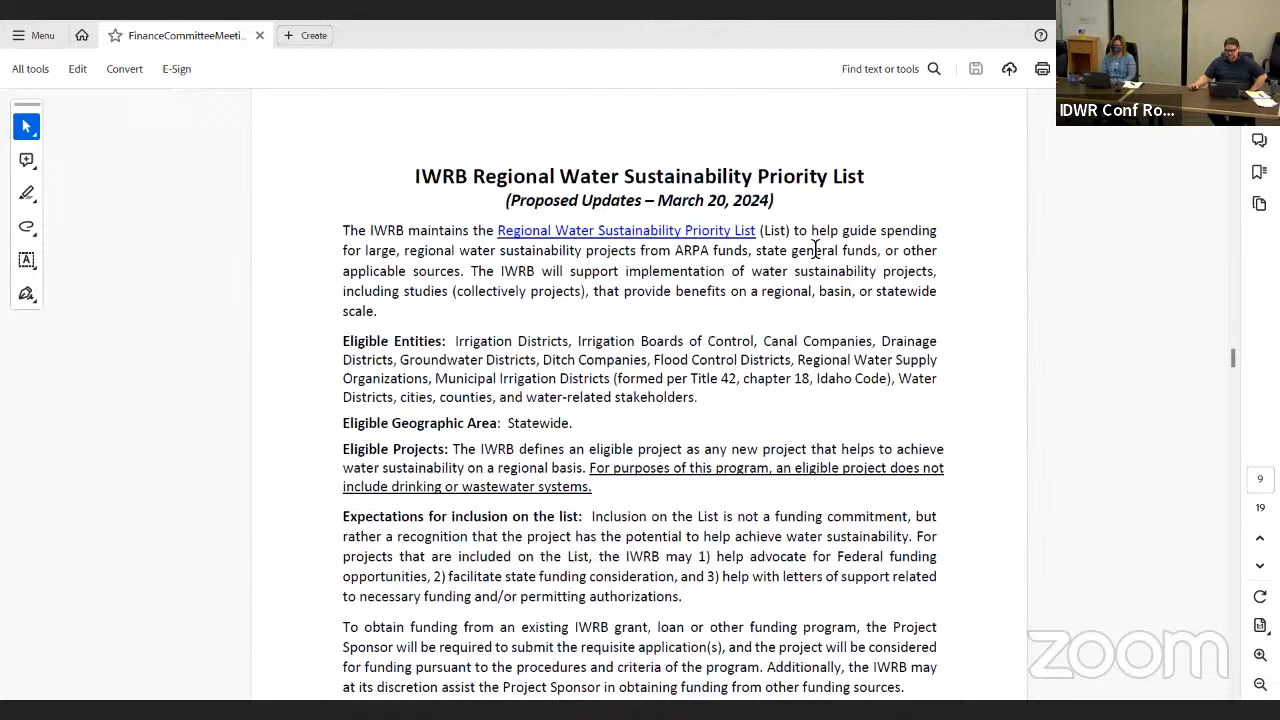 Menu
FinanceCommitteeMeeti...
Create
All tools
Edit
Convert
E-Sign
Find text or tools
IDWR Conf Ro...
IWRB Regional Water Sustainability Priority List
(Proposed Updates – March 20, 2024)
The IWRB maintains the Regional Water Sustainability Priority List (List) to help guide spending
for large, regional water sustainability projects from ARPA funds, state general funds, or other
applicable sources. The IWRB will support implementation of water sustainability projects,
including studies (collectively projects), that provide benefits on a regional, basin, or statewide
scale.
Eligible Entities: Irrigation Districts, Irrigation Boards of Control, Canal Companies, Drainage
Districts, Groundwater Districts, Ditch Companies, Flood Control Districts, Regional Water Supply
Organizations, Municipal Irrigation Districts (formed per Title 42, chapter 18, Idaho Code), Water
Districts, cities, counties, and water-related stakeholders.
Eligible Geographic Area: Statewide.
Eligible Projects: The IWRB defines an eligible project as any new project that helps to achieve
water sustainability on a regional basis. For purposes of this program, an eligible project does not
include drinking or wastewater systems.
Expectations for inclusion on the list: Inclusion on the List is not a funding commitment, but
rather a recognition that the project has the potential to help achieve water sustainability. For
projects that are included on the List, the IWRB may 1) help advocate for Federal funding
opportunities, 2) facilitate state funding consideration, and 3) help with letters of support related
to necessary funding and/or permitting authorizations.
To obtain funding from an existing IWRB grant, loan or other funding program, the Project
Sponsor will be required to submit the requisite application(s), and the project will be considered
for funding pursuant to the procedures and criteria of the program. Additionally, the IWRB may
at its discretion assist the Project Sponsor in obtaining funding from other funding sources.
9
19
zoom